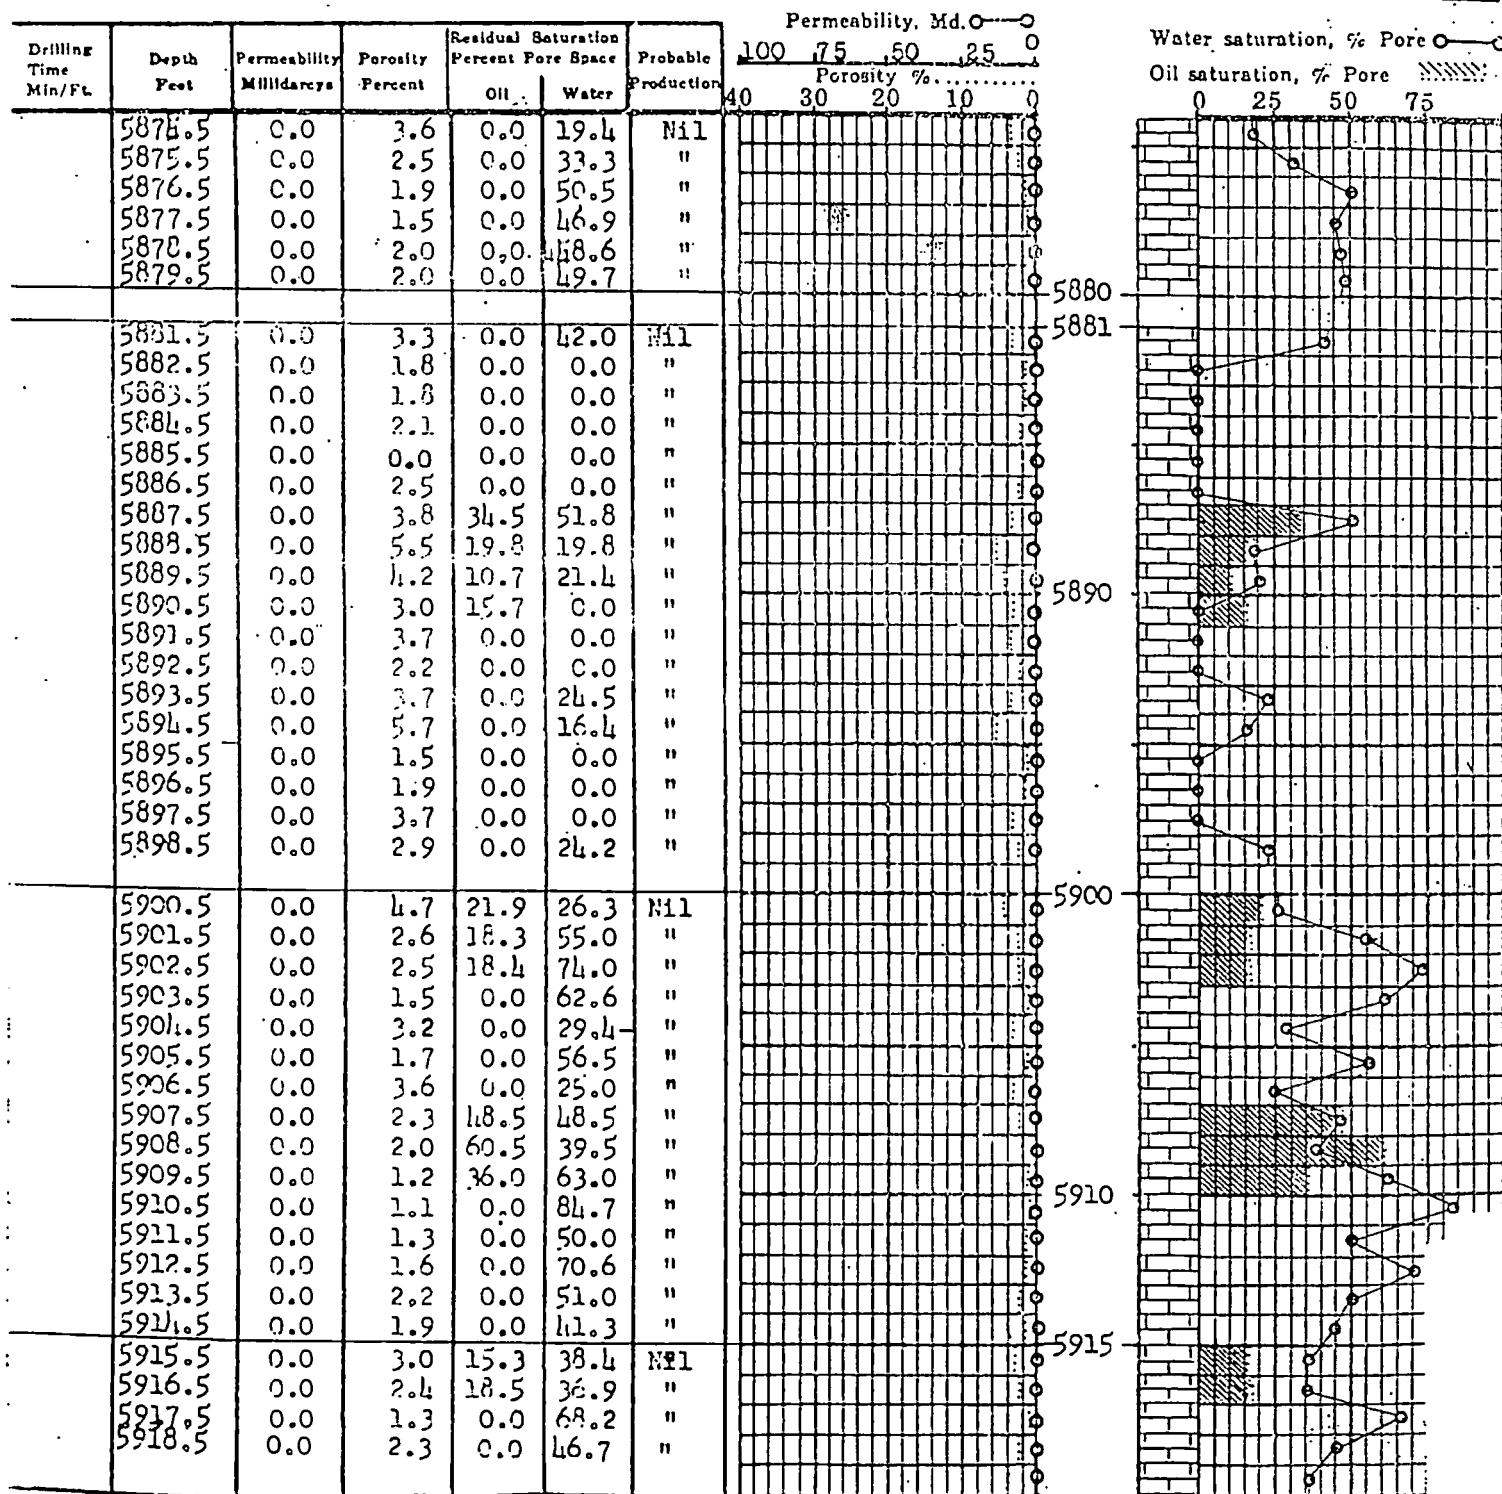 Permeability, Md.
Water saturation, % Pore
Oil saturation, % Pore
Drilling Time Min/Ft. Depth Feet Permeability Millidarcys Porosity Percent Residual Saturation Percent Pore Space Oil Water Probable Production
100 75 50 25 0
Porosity %
40 30 20 10 0
0 25 50 75
5874.5 0.0 3.6 0.0 19.4 Nil
5875.5 0.0 2.5 0.0 33.3 "
5876.5 0.0 1.9 0.0 50.5 "
5877.5 0.0 1.5 0.0 46.9 "
5878.5 0.0 2.0 0.0 48.6 "
5879.5 0.0 2.0 0.0 49.7 "
5880
5881
5881.5 0.0 3.3 0.0 42.0 Nil
5882.5 0.0 1.8 0.0 0.0 "
5883.5 0.0 1.8 0.0 0.0 "
5884.5 0.0 2.1 0.0 0.0 "
5885.5 0.0 0.0 0.0 0.0 "
5886.5 0.0 2.5 0.0 0.0 "
5887.5 0.0 3.8 34.5 51.8 "
5888.5 0.0 5.5 19.8 19.8 "
5889.5 0.0 4.2 10.7 21.4 "
5890
5890.5 0.0 3.0 15.7 0.0 "
5891.5 0.0 3.7 0.0 0.0 "
5892.5 0.0 2.2 0.0 0.0 "
5893.5 0.0 3.7 0.0 24.5 "
5894.5 0.0 5.7 0.0 16.4 "
5895.5 0.0 1.5 0.0 0.0 "
5896.5 0.0 1.9 0.0 0.0 "
5897.5 0.0 3.7 0.0 0.0 "
5898.5 0.0 2.9 0.0 24.2 "
5900
5900.5 0.0 4.7 21.9 26.3 Nil
5901.5 0.0 2.6 18.3 55.0 "
5902.5 0.0 2.5 18.4 74.0 "
5903.5 0.0 1.5 0.0 62.6 "
5904.5 0.0 3.2 0.0 29.4 "
5905.5 0.0 1.7 0.0 56.5 "
5906.5 0.0 3.6 0.0 25.0 "
5907.5 0.0 2.3 48.5 48.5 "
5908.5 0.0 2.0 60.5 39.5 "
5909.5 0.0 1.2 36.0 63.0 "
5910
5910.5 0.0 1.1 0.0 84.7 "
5911.5 0.0 1.3 0.0 50.0 "
5912.5 0.0 1.6 0.0 70.6 "
5913.5 0.0 2.2 0.0 51.0 "
5914.5 0.0 1.9 0.0 41.3 "
5915
5915.5 0.0 3.0 15.3 38.4 Nil
5916.5 0.0 2.4 18.5 36.9 "
5917.5 0.0 1.3 0.0 68.2 "
5918.5 0.0 2.3 0.0 46.7 "